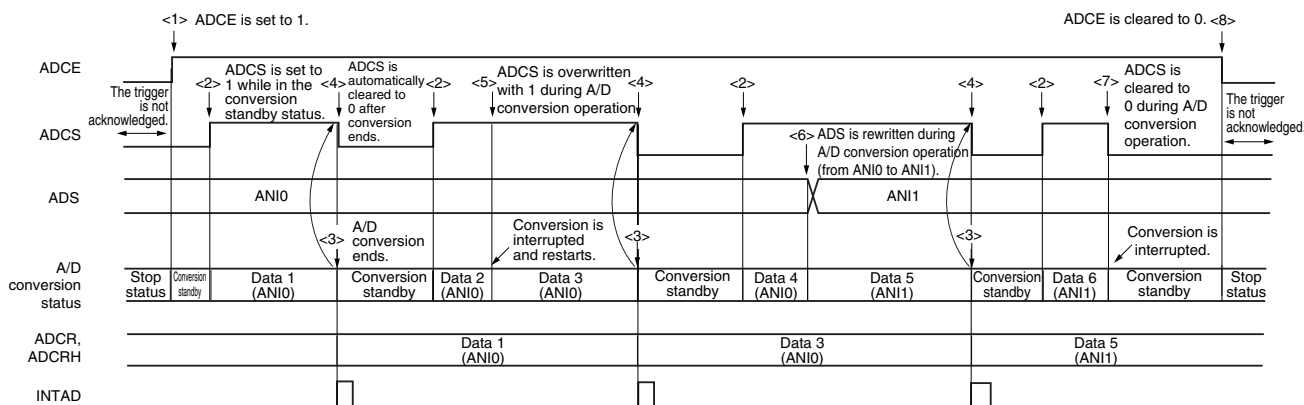 <1> ADCE is set to 1.
ADCE is cleared to 0. <8>
ADCE
The trigger
is not
acknowledged.
<2>
ADCS is set to
1 while in the
conversion
standby status.
<4>
ADCS is
automatically
cleared to
0 after
conversion
ends.
<2>
<5>
ADCS is overwritten
with 1 during A/D
conversion operation
<4>
<2>
<4>
<2>
<7>
ADCS is
cleared to
0 during A/D
conversion
operation.
The trigger
is not
acknowledged.
ADCS
<6> ADS is rewritten during
A/D conversion operation
(from ANI0 to ANI1).
ADS
ANI0
ANI1
<3>
A/D
conversion
ends.
Conversion is
interrupted
and restarts.
<3>
<3>
Conversion is
interrupted.
A/D
conversion
status
Stop
status
Conversion
standby
Data 1
(ANI0)
Conversion
standby
Data 2
(ANI0)
Data 3
(ANI0)
Conversion
standby
Data 4
(ANI0)
Data 5
(ANI1)
Conversion
standby
Data 6
(ANI1)
Conversion
standby
Stop
status
ADCR,
ADCRH
Data 1
(ANI0)
Data 3
(ANI0)
Data 5
(ANI1)
INTAD